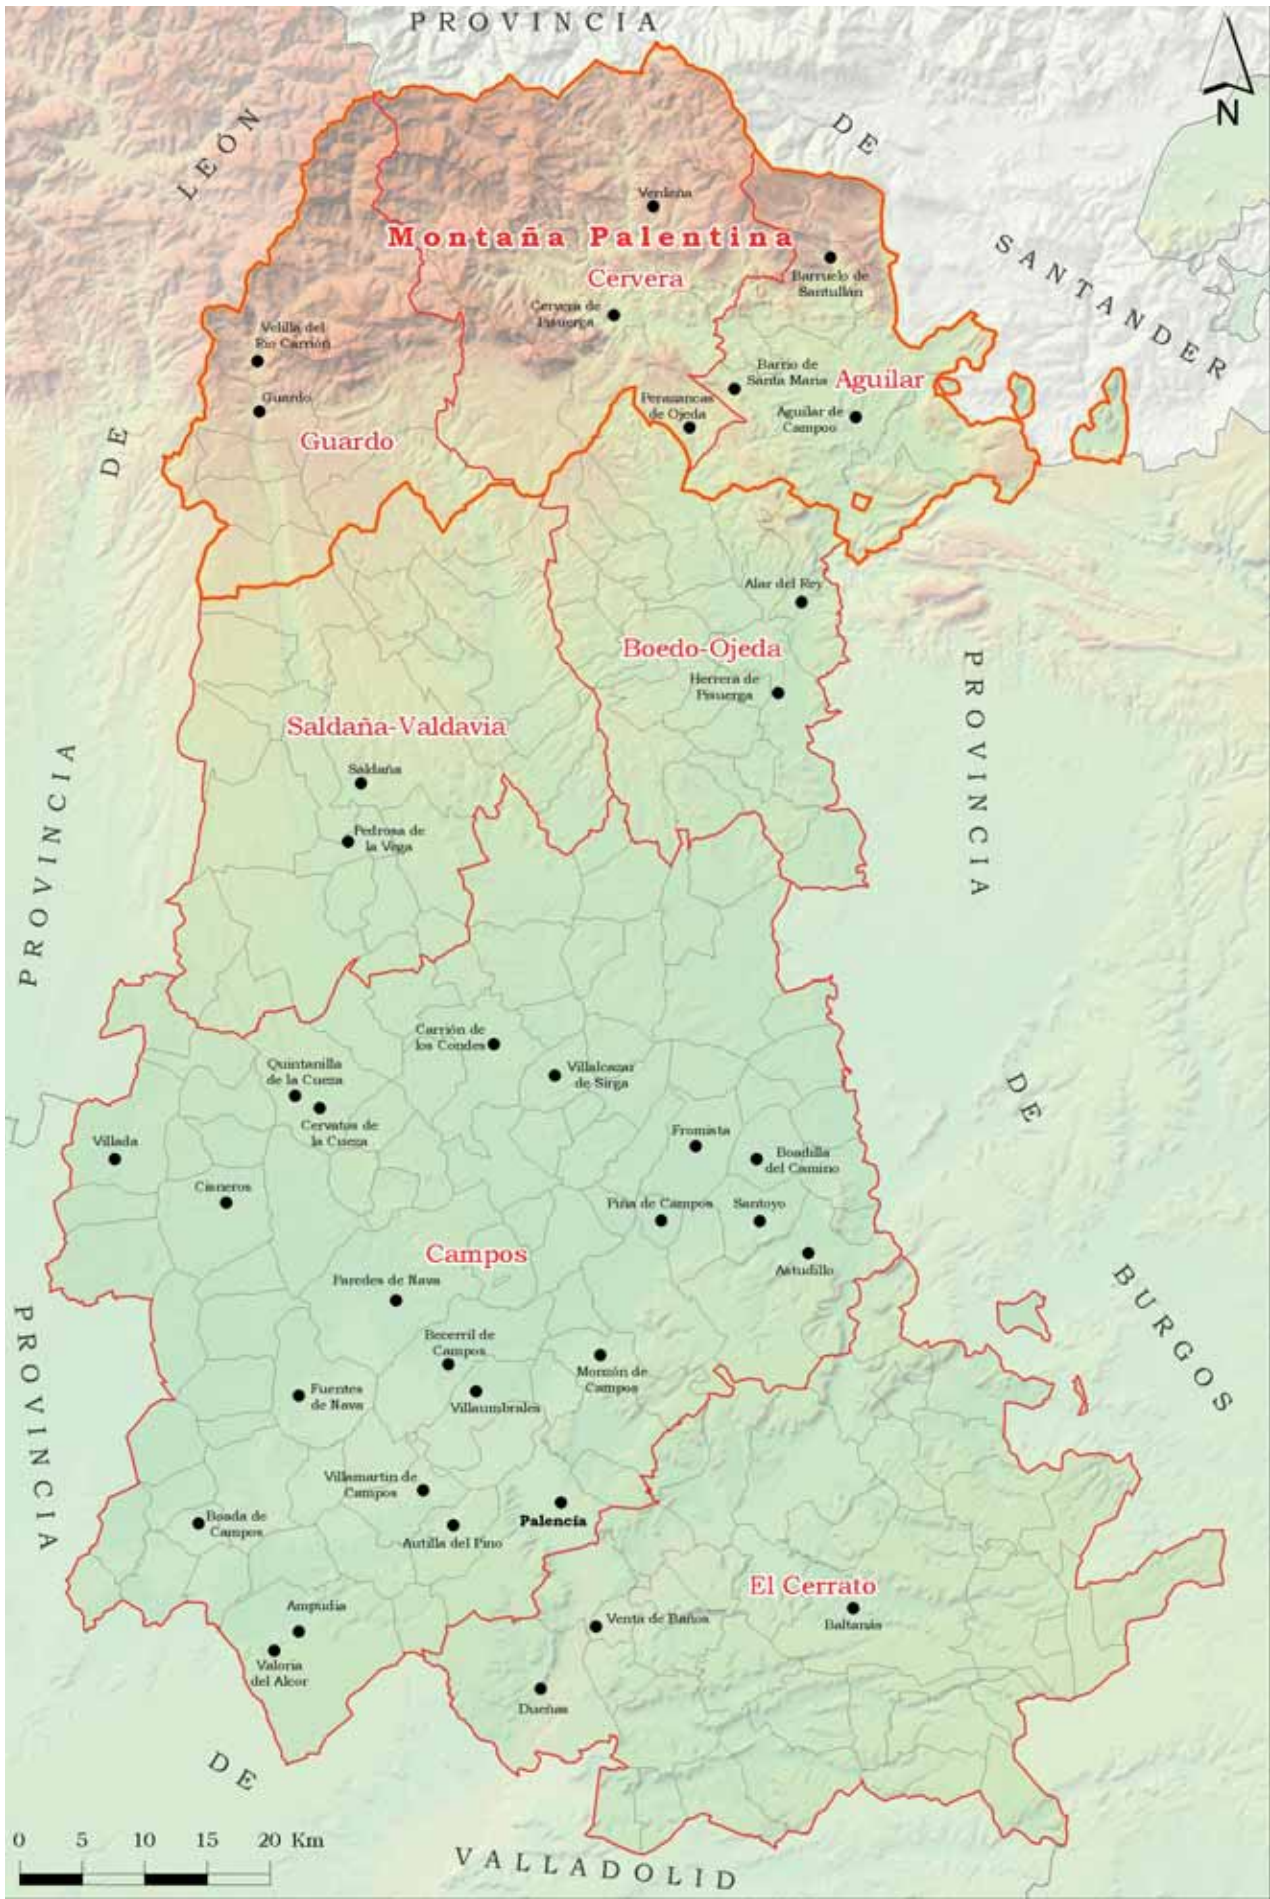 PROVINCIA
DE
SANTANDER
LEÓN
DE
PROVINCIA
N
Verdeña
Montaña Palentina
Cervera
Barruelo de
Santullán
Cervera de
Pisuerga
Velilla del
Río Carrión
Guardo
Guardo
Barrio de
Santa María
Aguilar
Perazancas
de Ojeda
Aguilar de
Campoo
Alar del Rey
Boedo-Ojeda
Herrera de
Pisuerga
PROVINCIA
DE
BURGOS
Saldaña-Valdavia
Saldaña
Pedrosa de
la Vega
Carrión de
los Condes
Villalcazar
de Sirga
Quintanilla
de la Cueza
Cervatos de
la Cueza
Villada
Cisneros
Fromista
Boadilla
del Camino
Piña de Campos
Santoyo
Astudillo
Campos
Paredes de Nava
Becerril de
Campos
Monzón de
Campos
Fuentes
de Nava
Villaumbrales
Villamartín de
Campos
Palencia
Boada de
Campos
Autilla del Pino
El Cerrato
Baltanás
Ampudia
Venta de Baños
Valoria
del Alcor
Dueñas
PROVINCIA
DE
VALLADOLID
0 5 10 15 20 Km